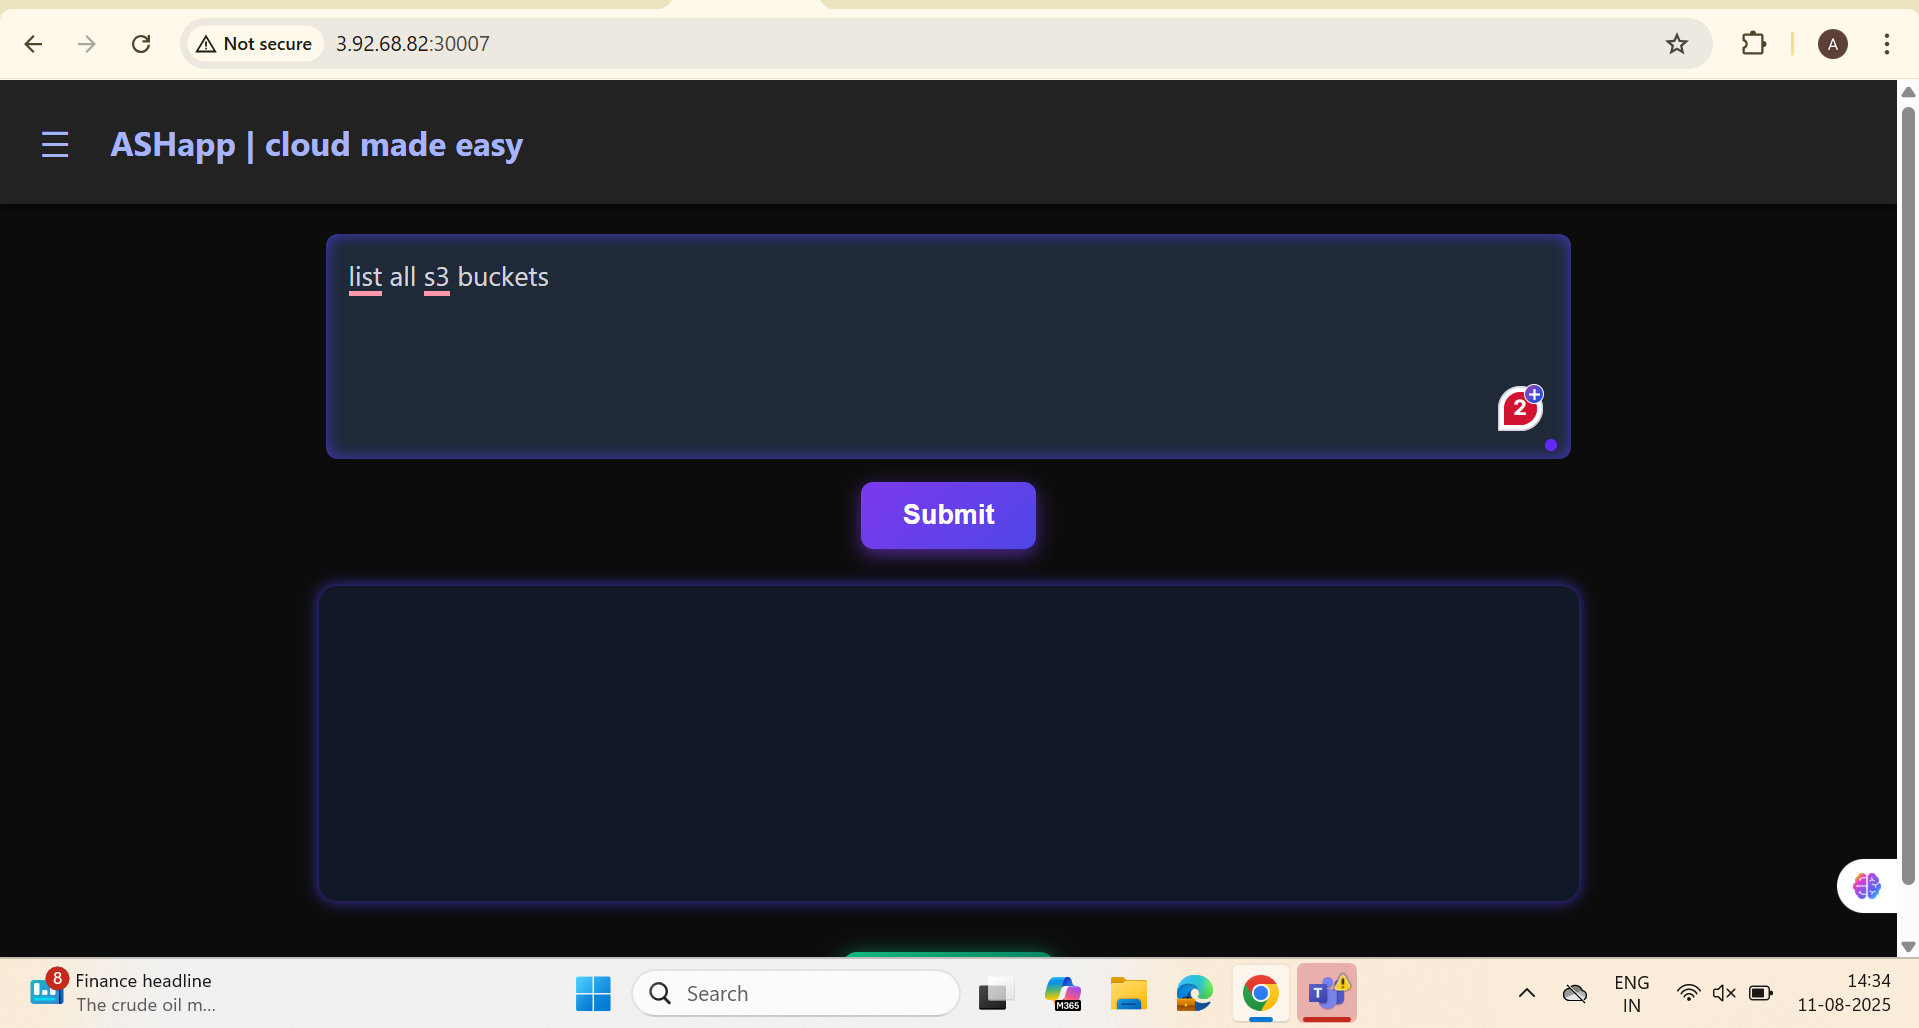 Not secure
3.92.68.82:30007
A
ASHapp | cloud made easy
list all s3 buckets
2
Submit
8
Finance headline
The crude oil m...
Search
M365
T
ENG
IN
14:34
11-08-2025